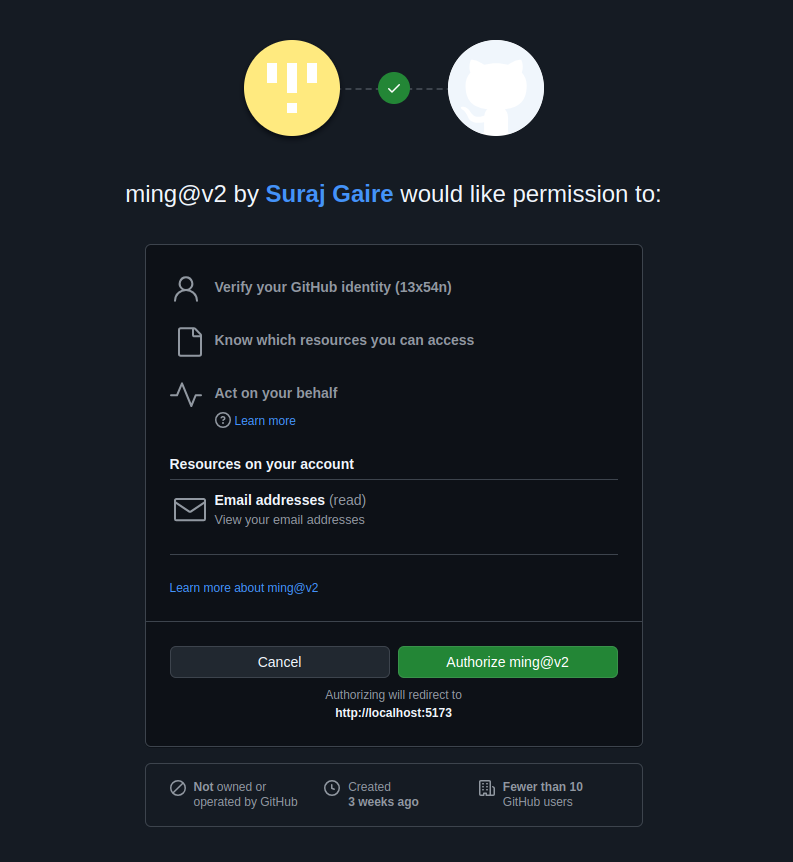 ming@v2 by Suraj Gaire would like permission to:
Verify your GitHub identity (13x54n)
Know which resources you can access
Act on your behalf
Learn more
Resources on your account
Email addresses (read)
View your email addresses
Learn more about ming@v2
Cancel
Authorize ming@v2
Authorizing will redirect to
http://localhost:5173
Not owned or
operated by GitHub
Created
3 weeks ago
Fewer than 10
GitHub users